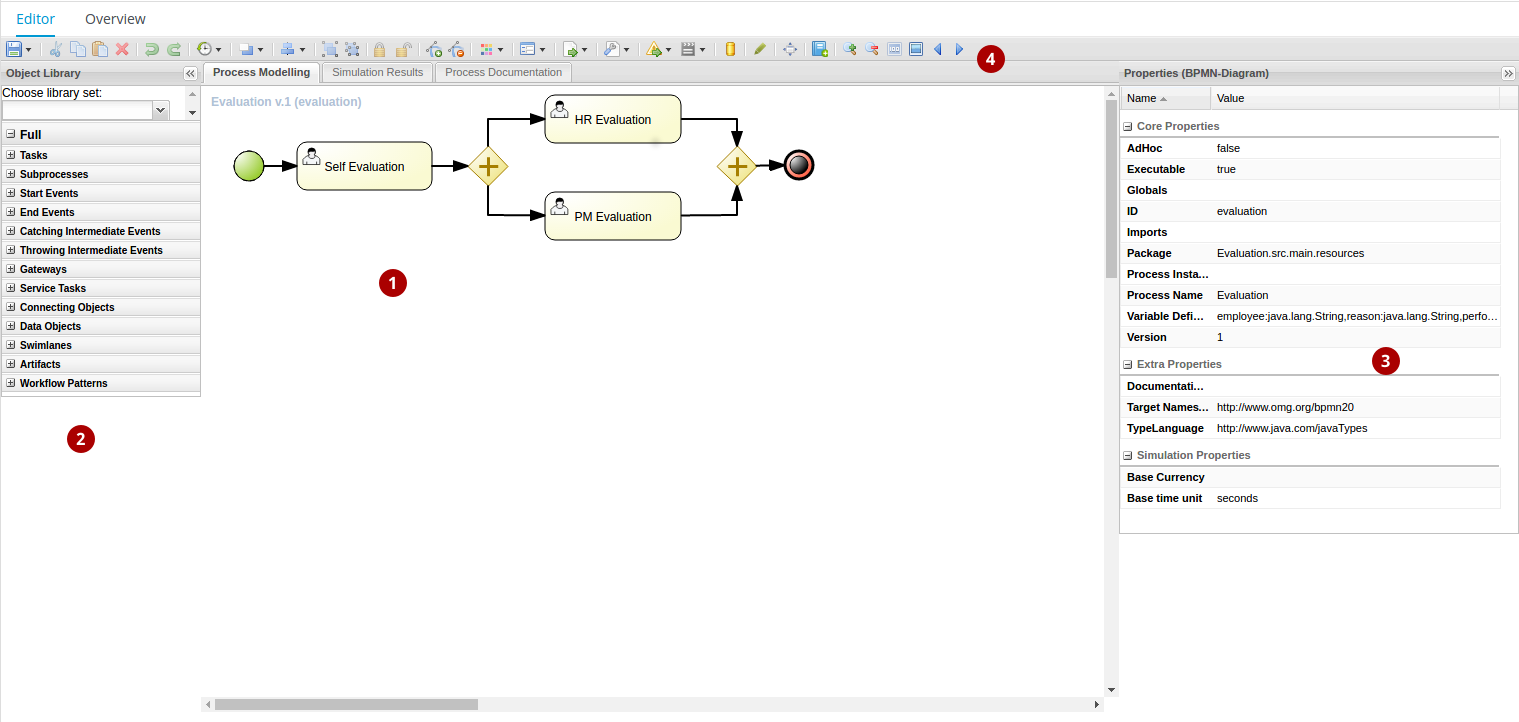 Editor Overview
4
Object Library
Process Modelling Simulation Results Process Documentation
Properties (BPMN-Diagram)
Choose library set:
Full
Tasks
Subprocesses
Start Events
End Events
Catching Intermediate Events
Throwing Intermediate Events
Gateways
Service Tasks
Connecting Objects
Data Objects
Swimlanes
Artifacts
Workflow Patterns
2
Evaluation v.1 (evaluation)
HR Evaluation
Self Evaluation
PM Evaluation
1
Name Value
Core Properties
AdHoc false
Executable true
Globals
ID evaluation
Imports
Package Evaluation.src.main.resources
Process Insta...
Process Name Evaluation
Variable Defi... employee:java.lang.String,reason:java.lang.String,perfo...
Version 1
3
Extra Properties
Documentati...
Target Names... http://www.omg.org/bpmn20
TypeLanguage http://www.java.com/javaTypes
Simulation Properties
Base Currency
Base time unit seconds